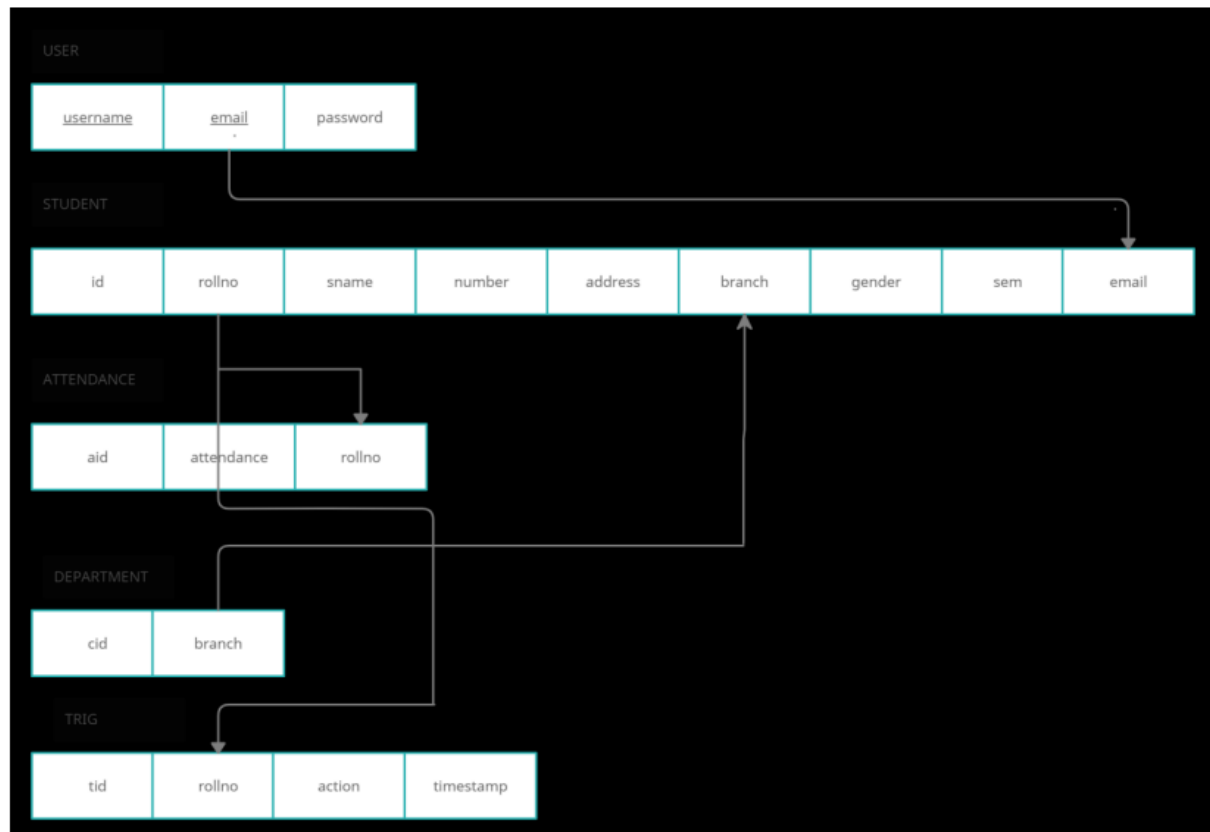 USER
username email password
STUDENT
id rollno sname number address branch gender sem email
ATTENDANCE
aid attendance rollno
DEPARTMENT
cid branch
TRIG
tid rollno action timestamp